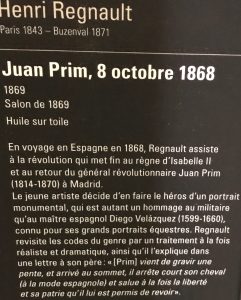 Henri Regnault
Paris 1843 – Buzenval 1871
Juan Prim, 8 octobre 1868
1869
Salon de 1869
Huile sur toile
En voyage en Espagne en 1868, Regnault assiste
à la révolution qui met fin au règne d'Isabelle II
et au retour du général révolutionnaire Juan Prim
(1814-1870) à Madrid.
Le jeune artiste décide d'en faire le héros d'un portrait
monumental, qui est autant un hommage au militaire
qu'au maître espagnol Diego Velázquez (1599-1660),
connu pour ses grands portraits équestres. Regnault
revisite les codes du genre par un traitement à la fois
réaliste et dramatique, ainsi qu'il l'explique dans
une lettre à son père : « [Prim] vient de gravir une
pente, et arrivé au sommet, il arrête court son cheval
(à la mode espagnole) et salue à la fois la liberté
et sa patrie qu'il lui est permis de revoir ».